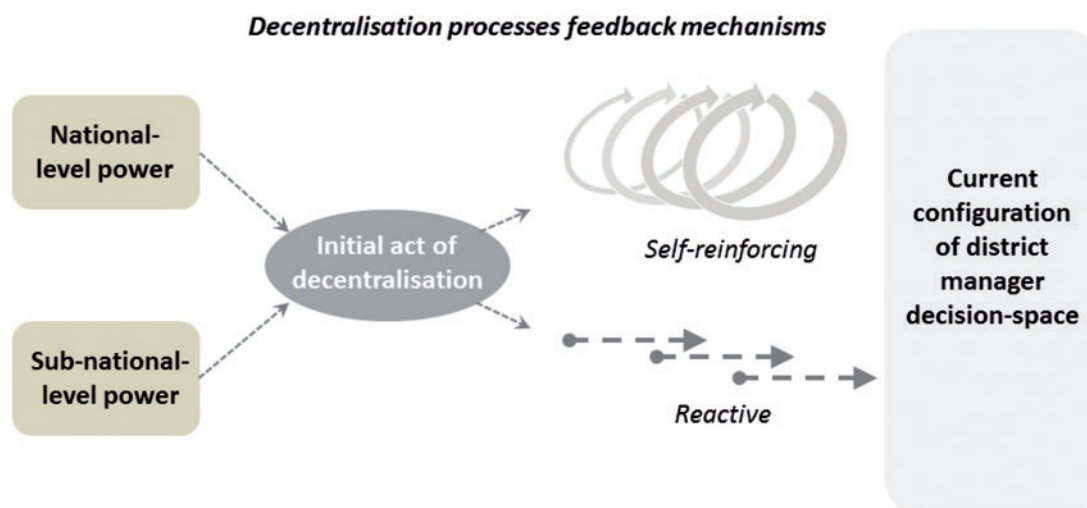 Decentralisation processes feedback mechanisms
National-
level power
Sub-national-
level power
Initial act of
decentralisation
Self-reinforcing
Reactive
Current
configuration
of district
manager
decision-space